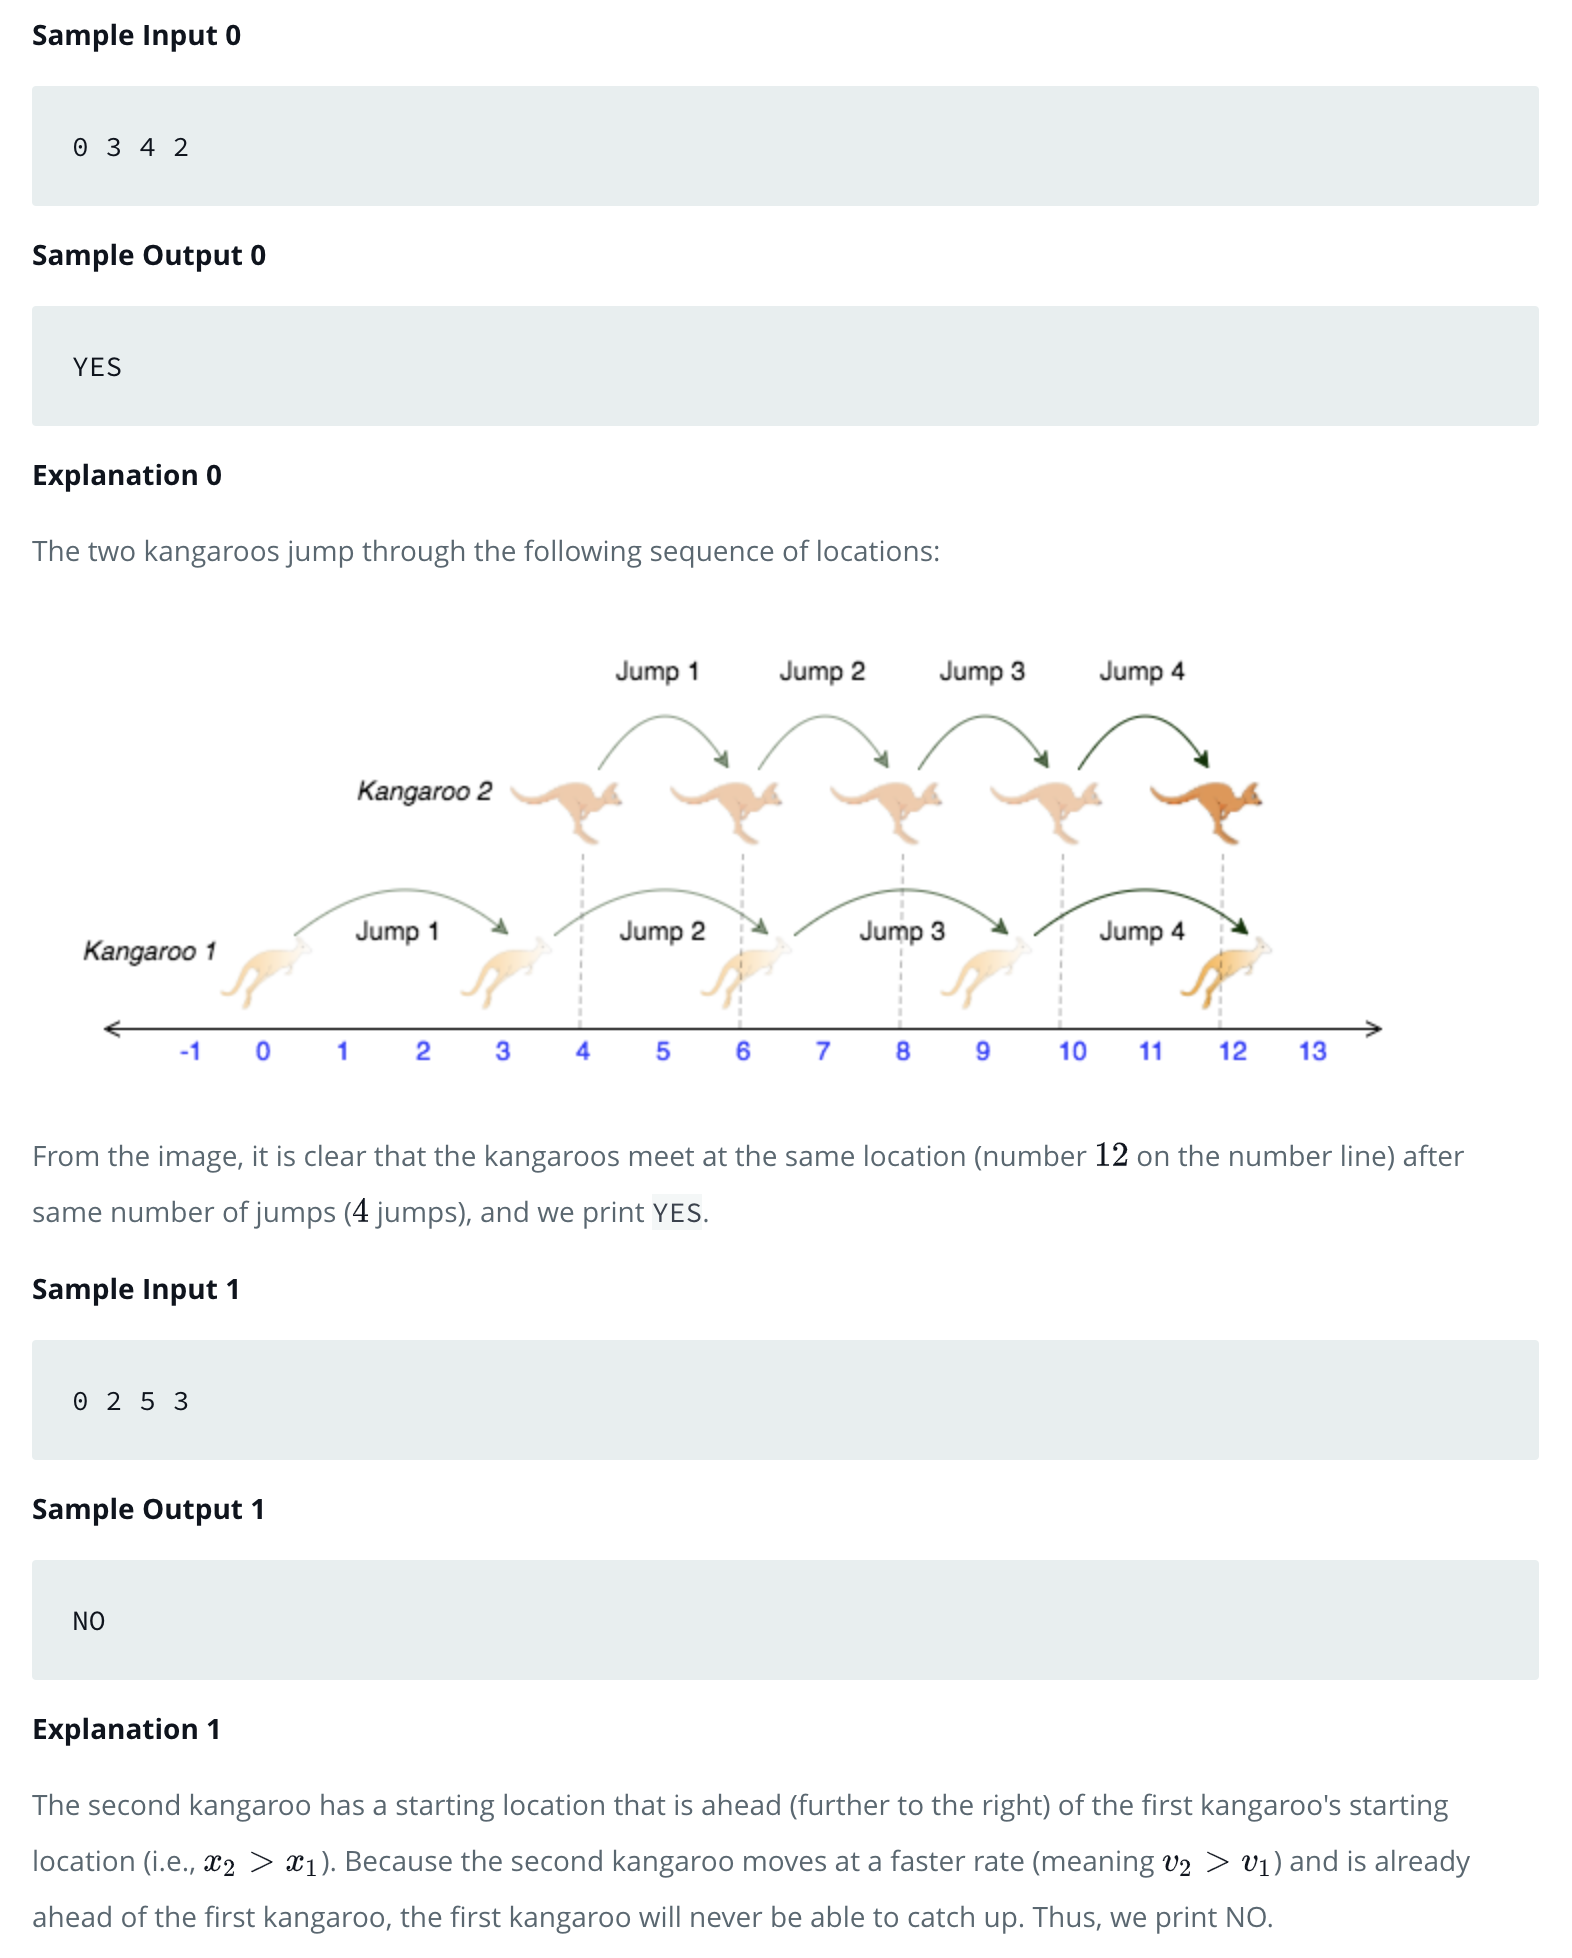 Sample Input 0
0 3 4 2
Sample Output 0
YES
Explanation 0
The two kangaroos jump through the following sequence of locations:
Jump 1 Jump 2 Jump 3 Jump 4
Kangaroo 2
Jump 1 Jump 2 Jump 3 Jump 4
Kangaroo 1
-1 0 1 2 3 4 5 6 7 8 9 10 11 12 13
From the image, it is clear that the kangaroos meet at the same location (number 12 on the number line) after
same number of jumps (4 jumps), and we print YES.
Sample Input 1
0 2 5 3
Sample Output 1
NO
Explanation 1
The second kangaroo has a starting location that is ahead (further to the right) of the first kangaroo's starting
location (i.e., x₂ > x₁). Because the second kangaroo moves at a faster rate (meaning v₂ > v₁) and is already
ahead of the first kangaroo, the first kangaroo will never be able to catch up. Thus, we print NO.